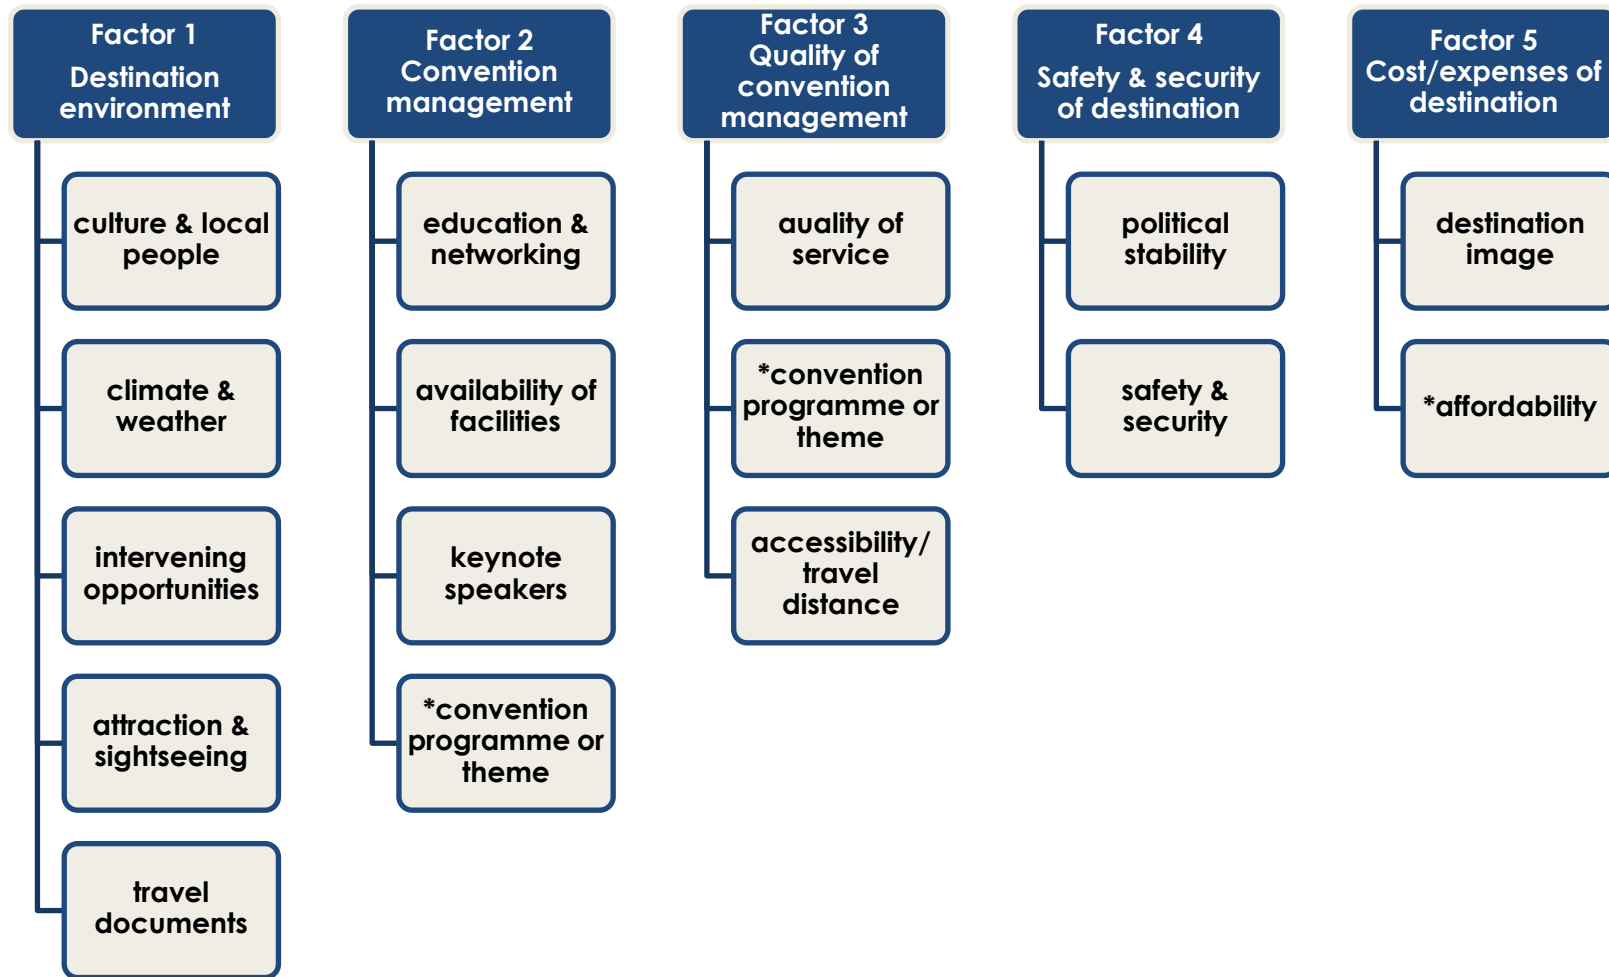 Factor 1
Destination
environment
culture & local
people
climate &
weather
intervening
opportunities
attraction &
sightseeing
travel
documents
Factor 2
Convention
management
education &
networking
availability of
facilities
keynote
speakers
*convention
programme or
theme
Factor 3
Quality of
convention
management
auality of
service
*convention
programme or
theme
accessibility/
travel
distance
Factor 4
Safety & security
of destination
political
stability
safety &
security
Factor 5
Cost/expenses of
destination
destination
image
*affordability